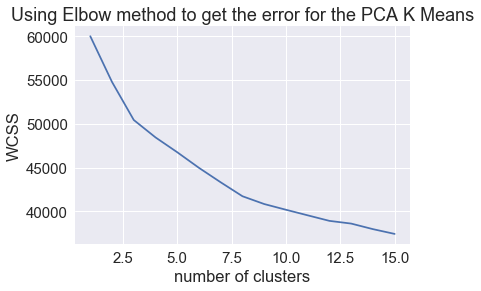 Using Elbow method to get the error for the PCA K Means
60000
55000
50000
45000
40000
WCSS
2.5 5.0 7.5 10.0 12.5 15.0
number of clusters